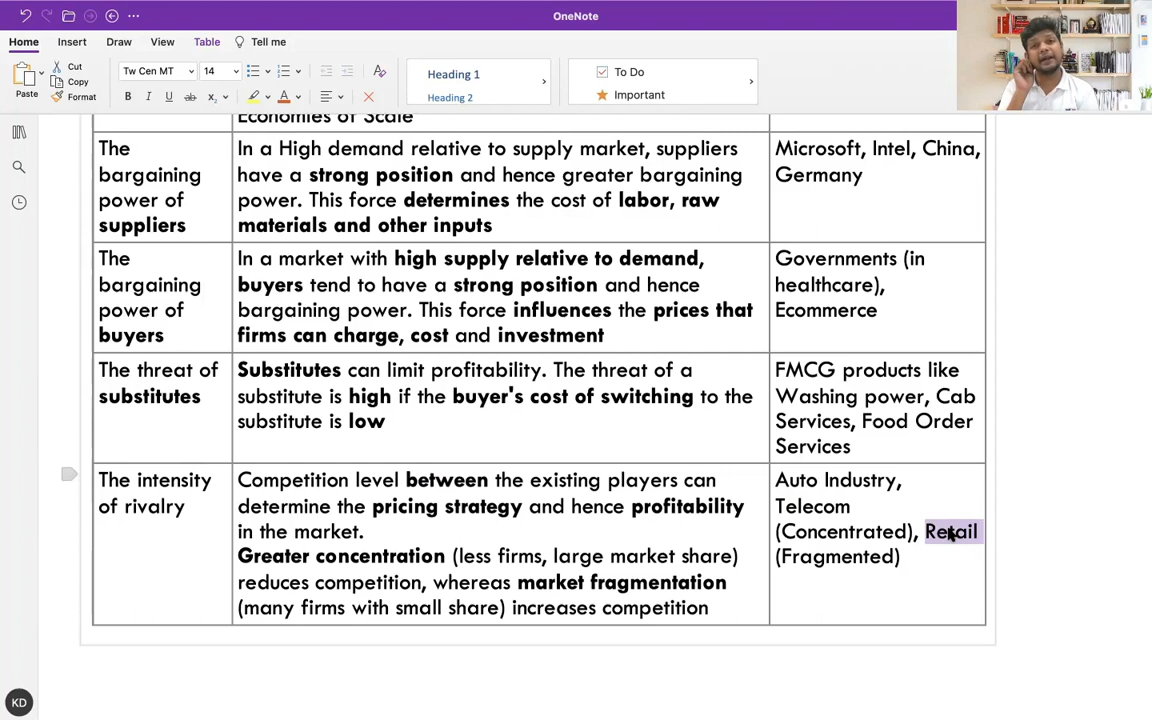 OneNote
Home Insert Draw View Table Tell me
Paste
Cut
Copy
Format
Tw Cen MT 14
B I U ab X2 A
Heading 1
Heading 2
To Do
Important
Economies of Scale
The
bargaining
power of
suppliers
In a High demand relative to supply market, suppliers
have a strong position and hence greater bargaining
power. This force determines the cost of labor, raw
materials and other inputs
Microsoft, Intel, China,
Germany
The
bargaining
power of
buyers
In a market with high supply relative to demand,
buyers tend to have a strong position and hence
bargaining power. This force influences the prices that
firms can charge, cost and investment
Governments (in
healthcare),
Ecommerce
The threat of
substitutes
Substitutes can limit profitability. The threat of a
substitute is high if the buyer's cost of switching to the
substitute is low
FMCG products like
Washing power, Cab
Services, Food Order
Services
The intensity
of rivalry
Competition level between the existing players can
determine the pricing strategy and hence profitability
in the market.
Greater concentration (less firms, large market share)
reduces competition, whereas market fragmentation
(many firms with small share) increases competition
Auto Industry,
Telecom
(Concentrated), Retail
(Fragmented)
KD